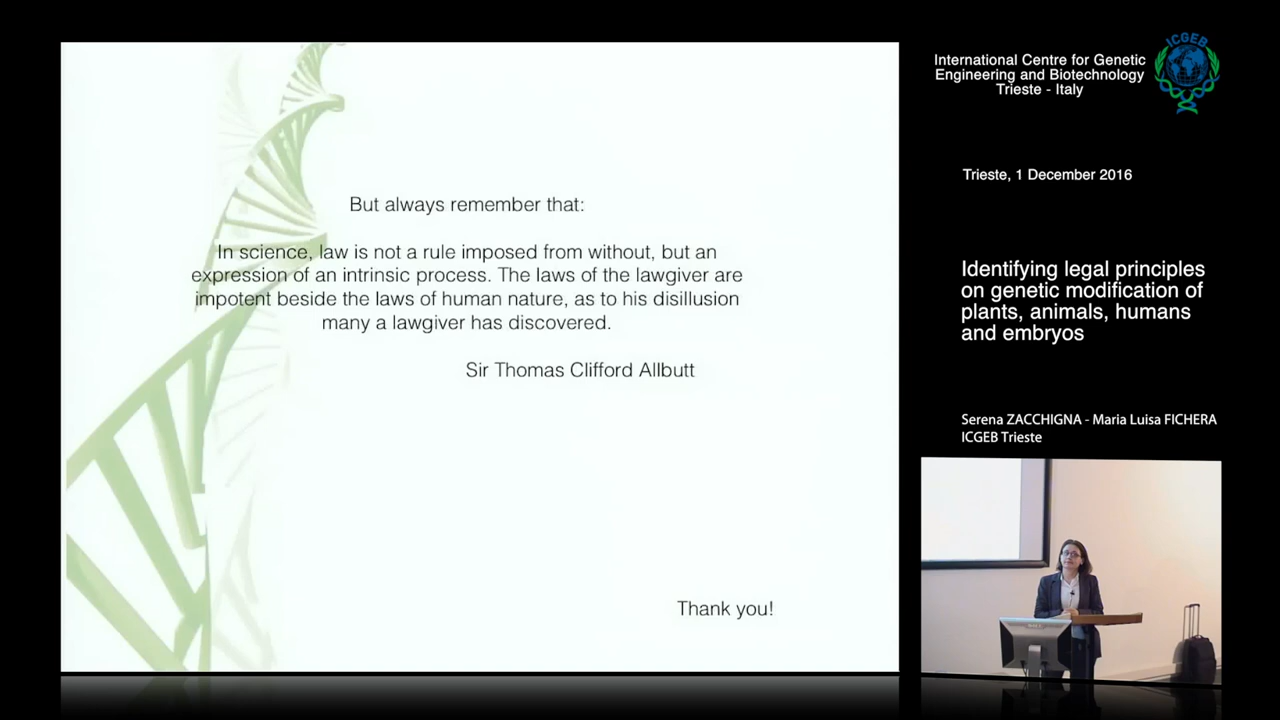 But always remember that:
In science, law is not a rule imposed from without, but an
expression of an intrinsic process. The laws of the lawgiver are
impotent beside the laws of human nature, as to his disillusion
many a lawgiver has discovered.
Sir Thomas Clifford Allbutt
Thank you!
International Centre for Genetic
Engineering and Biotechnology
Trieste - Italy
ICGEB
Trieste, 1 December 2016
Identifying legal principles
on genetic modification of
plants, animals, humans
and embryos
Serena ZACCHIGNA - Maria Luisa FICHERA
ICGEB Trieste